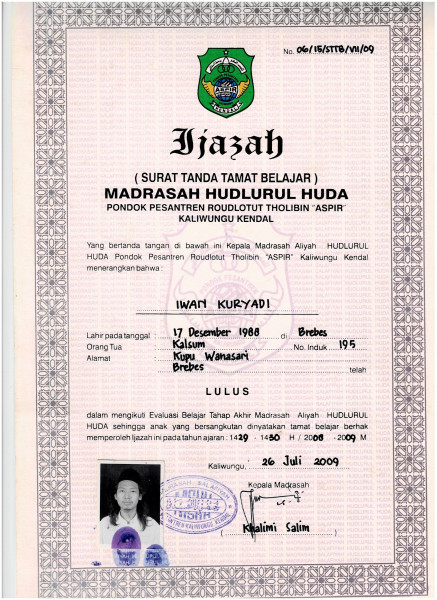 No. 06/15/STTB/VII/09
ASPIR
KENDAL
Ijazah
( SURAT TANDA TAMAT BELAJAR )
MADRASAH HUDLURUL HUDA
PONDOK PESANTREN ROUDLOTUT THOLIBIN "ASPIR"
KALIWUNGU KENDAL
Yang bertanda tangan di bawah ini Kepala Madrasah Aliyah HUDLURUL
HUDA Pondok Pesantren Roudlotut Tholibin "ASPIR" Kaliwungu Kendal
menerangkan bahwa :
IWAN KURYADI
Lahir pada tanggal : 17 Desember 1988 di Brebes
Orang Tua : Kalsum No. Induk : 195
Alamat : Kupu Wanasari
Brebes telah
LULUS
dalam mengikuti Evaluasi Belajar Tahap Akhir Madrasah Aliyah HUDLURUL
HUDA sehingga anak yang bersangkutan dinyatakan tamat belajar berhak
memperoleh Ijazah ini pada tahun ajaran : 1429 - 1430 H / 2008 - 2009 M
Kaliwungu, 26 Juli 2009
Kepala Madrasah
( Khalimi Salim )